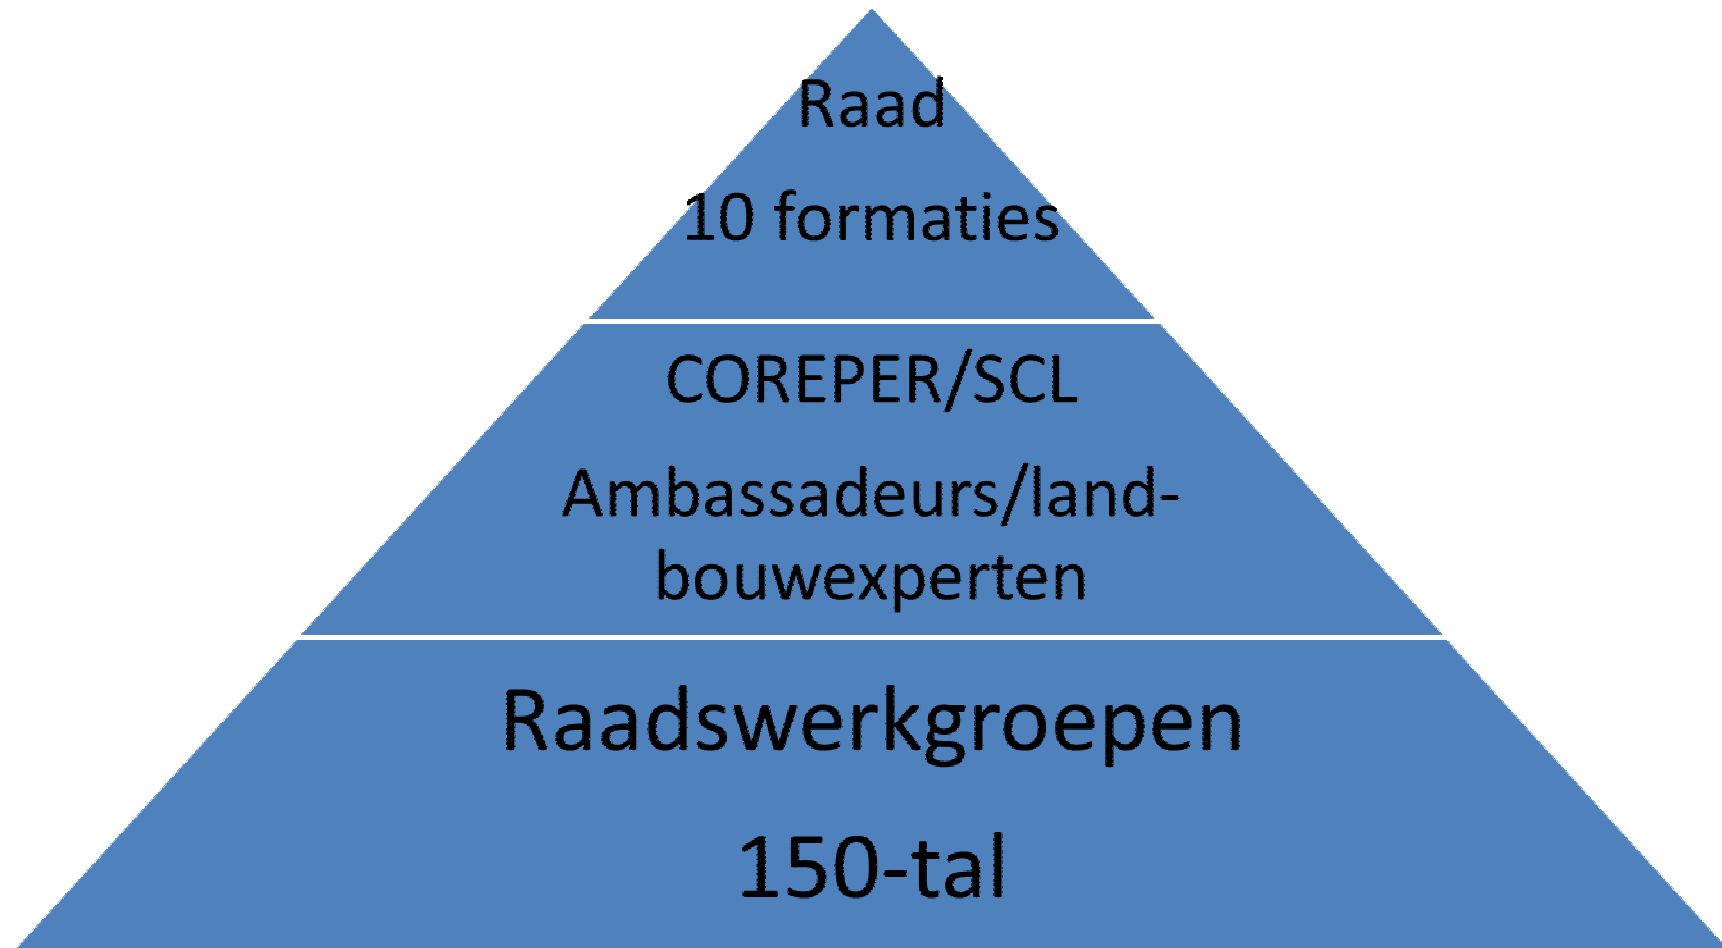 Raad
10 formaties
COREPER/SCL
Ambassadeurs/land-
bouwexperten
Raadswerkgroepen
150-tal